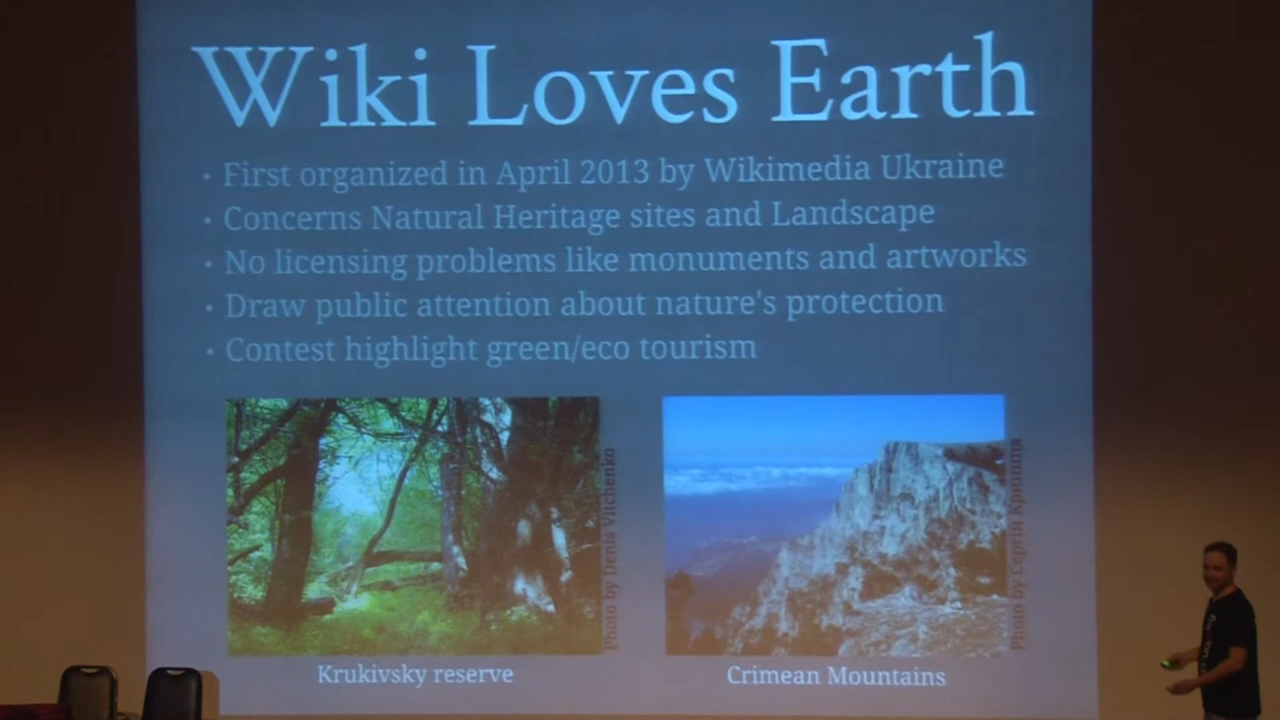 Wiki Loves Earth
· First organized in April 2013 by Wikimedia Ukraine
· Concerns Natural Heritage sites and Landscape
· No licensing problems like monuments and artworks
· Draw public attention about nature's protection
· Contest highlight green/eco tourism
Photo by Denis Vitchenko
Photo by Сергій Криниця
Krukivsky reserve
Crimean Mountains